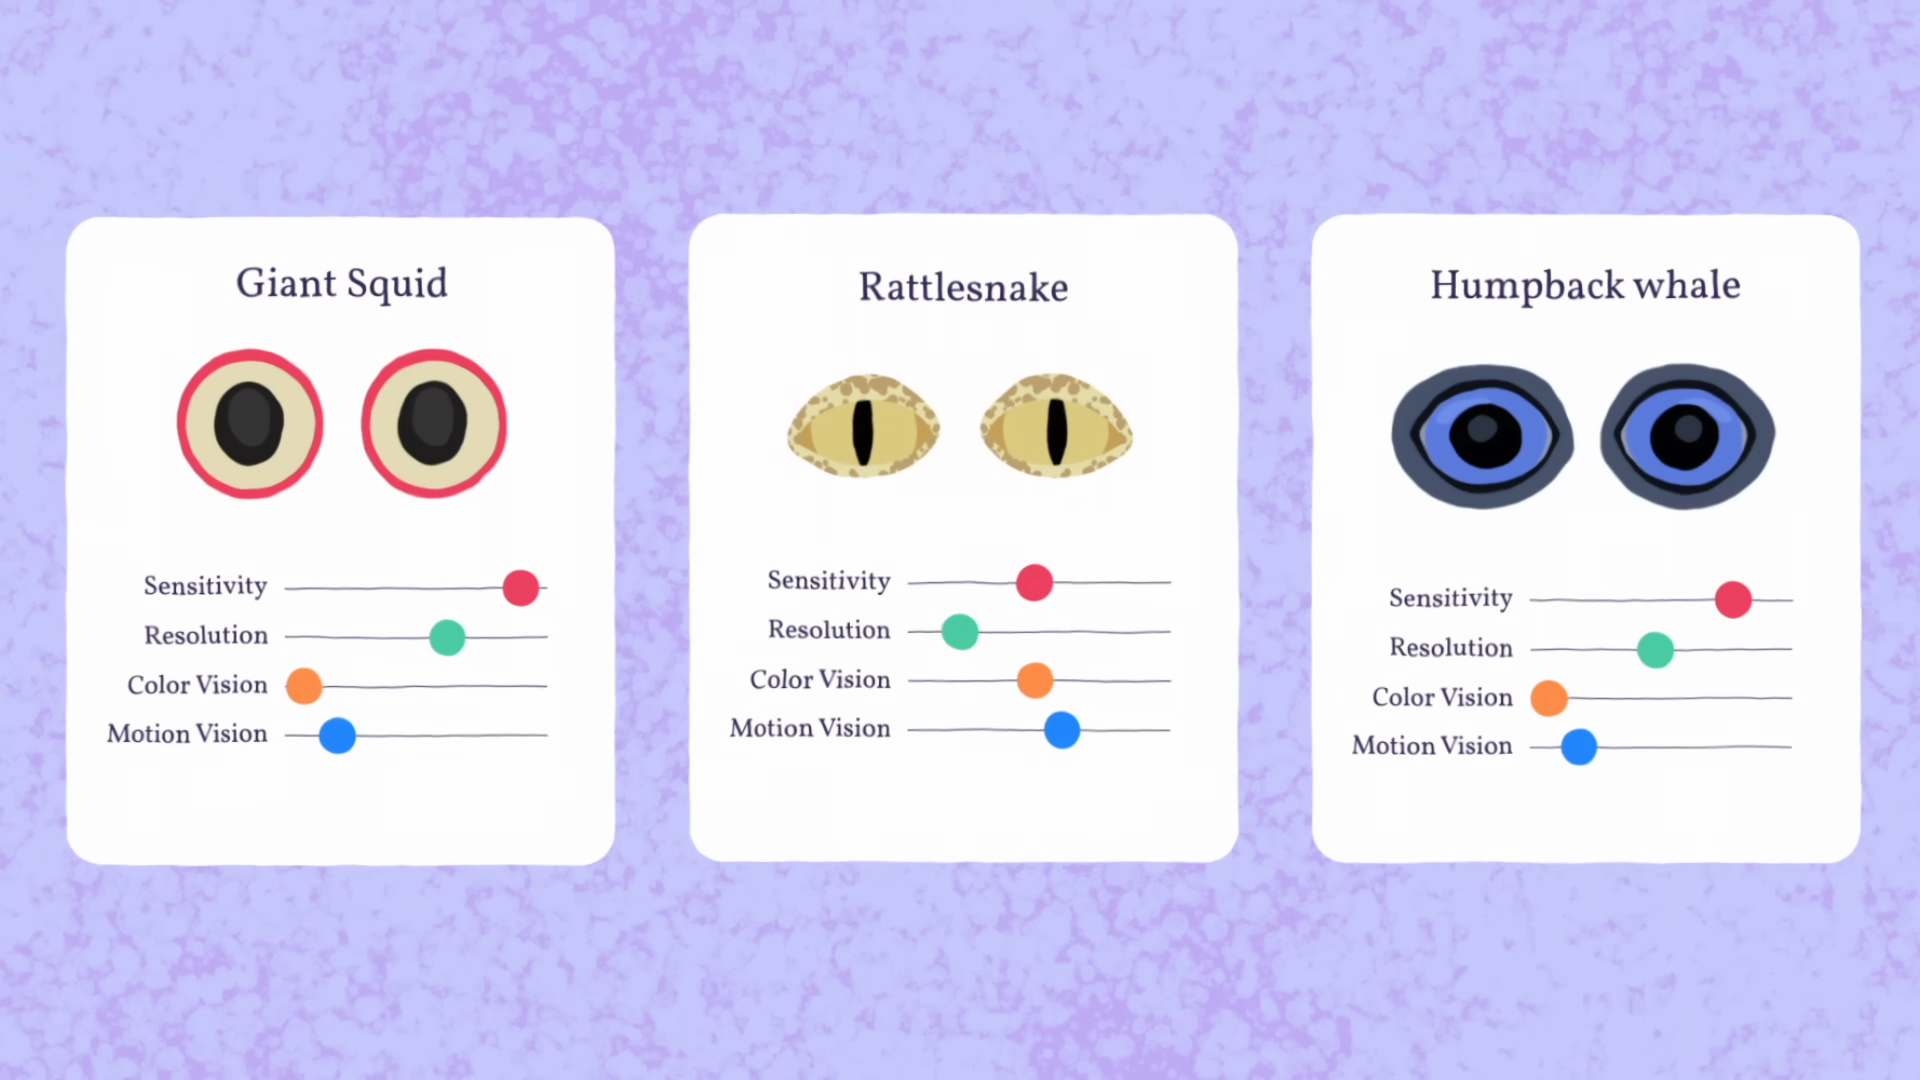 Giant Squid
Sensitivity
Resolution
Color Vision
Motion Vision
Rattlesnake
Sensitivity
Resolution
Color Vision
Motion Vision
Humpback whale
Sensitivity
Resolution
Color Vision
Motion Vision